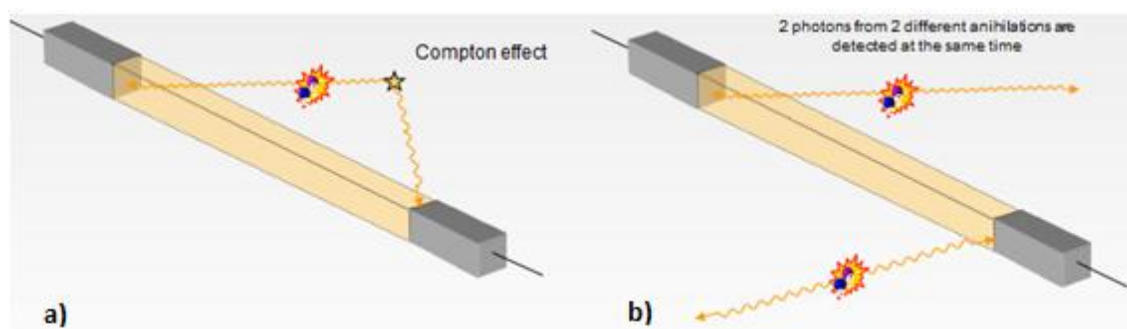 Compton effect
2 photons from 2 different anihilations are
detected at the same time
a)
b)